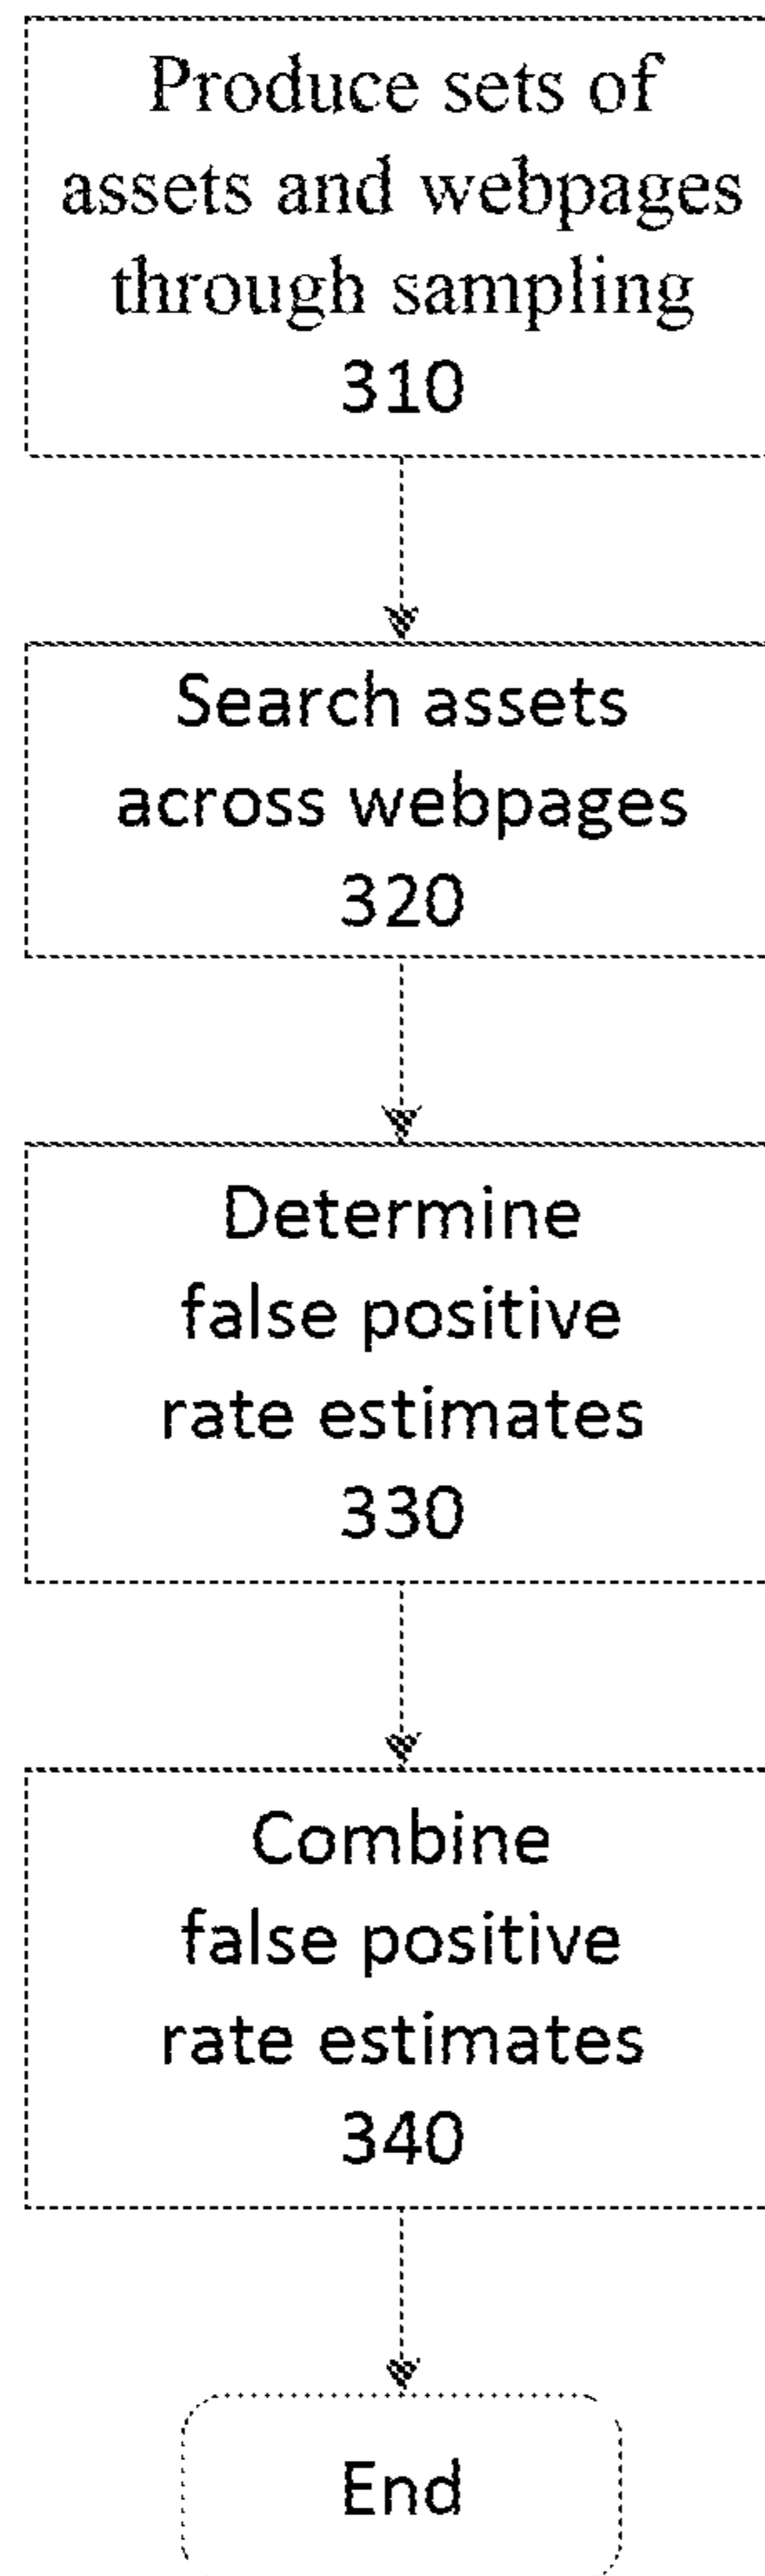 Produce sets of
assets and webpages
through sampling
310
Search assets
across webpages
320
Determine
false positive
rate estimates
330
Combine
false positive
rate estimates
340
End